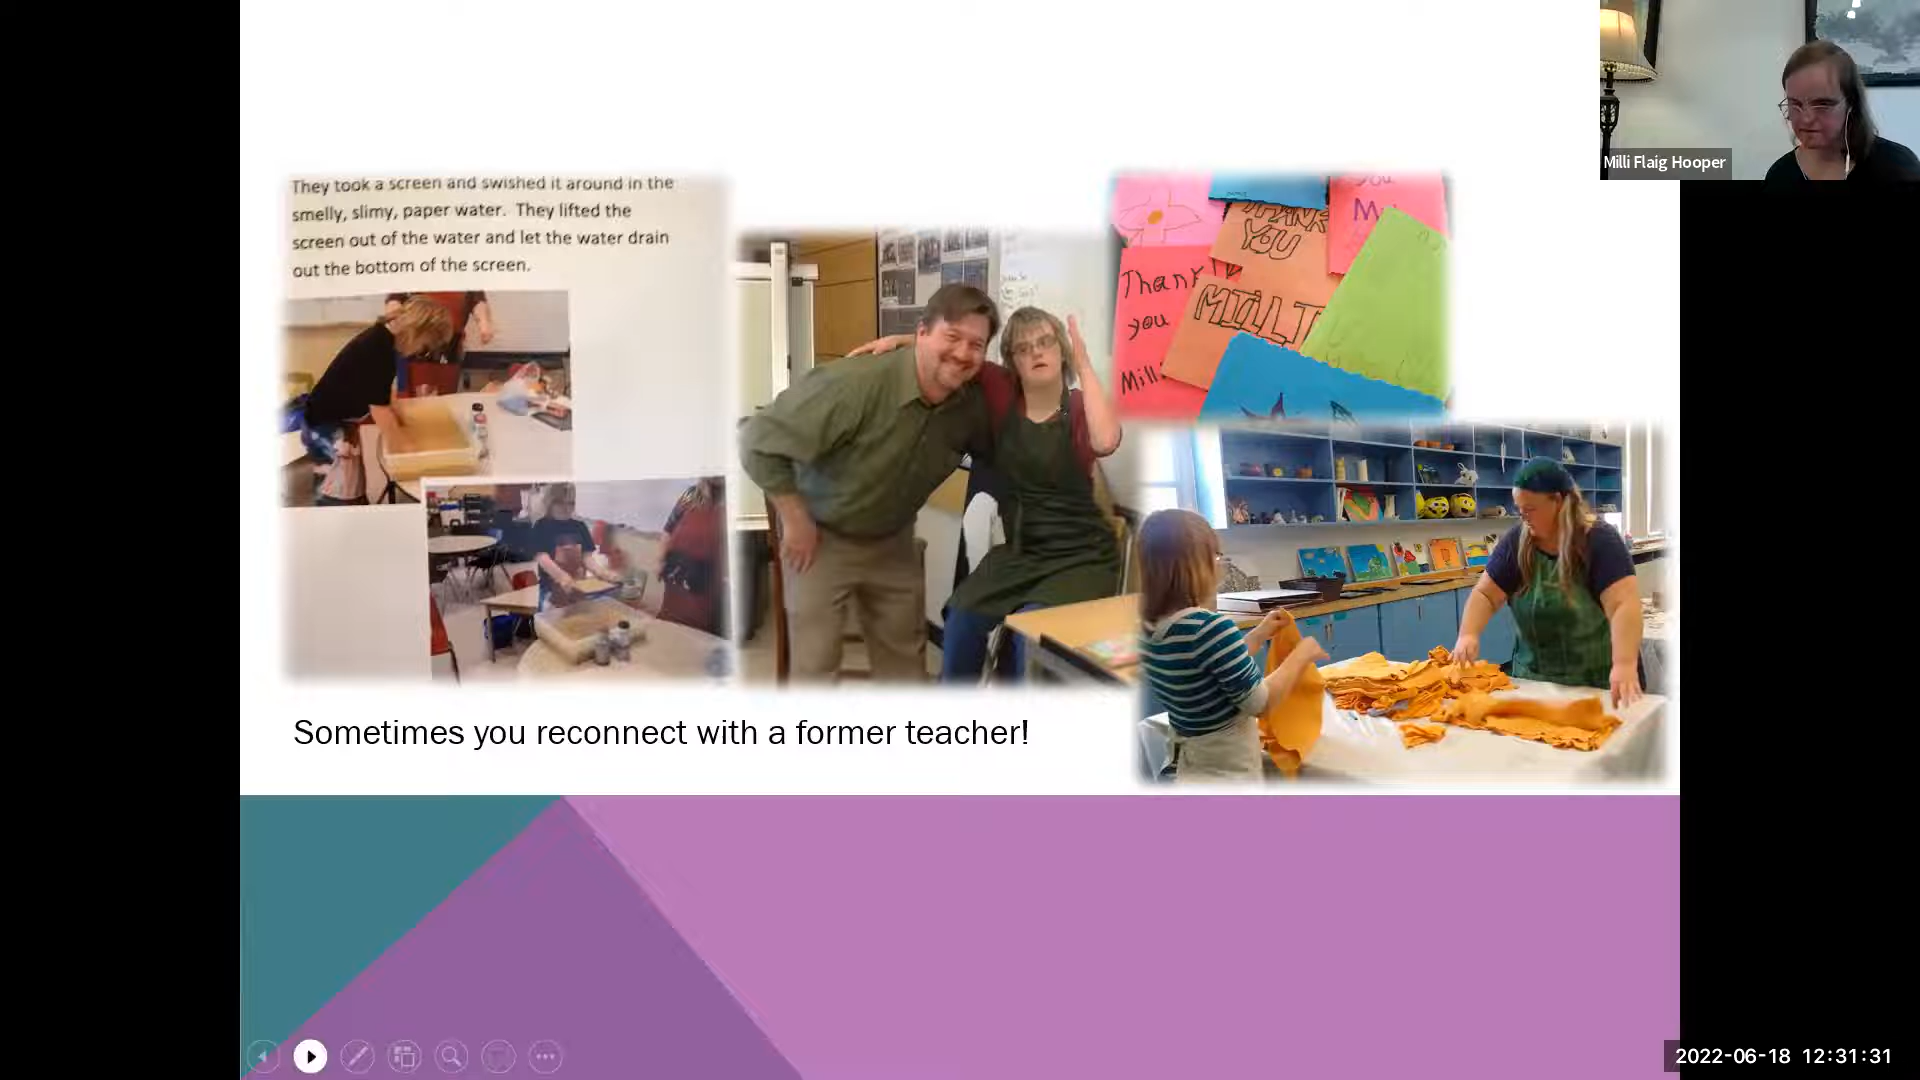 They took a screen and swished it around in the
smelly, slimy, paper water. They lifted the
screen out of the water and let the water drain
out the bottom of the screen.
THANK
YOU
You
Thank
you
MILLI
Sometimes you reconnect with a former teacher!
Milli Flaig Hooper
2022-06-18 12:31:31